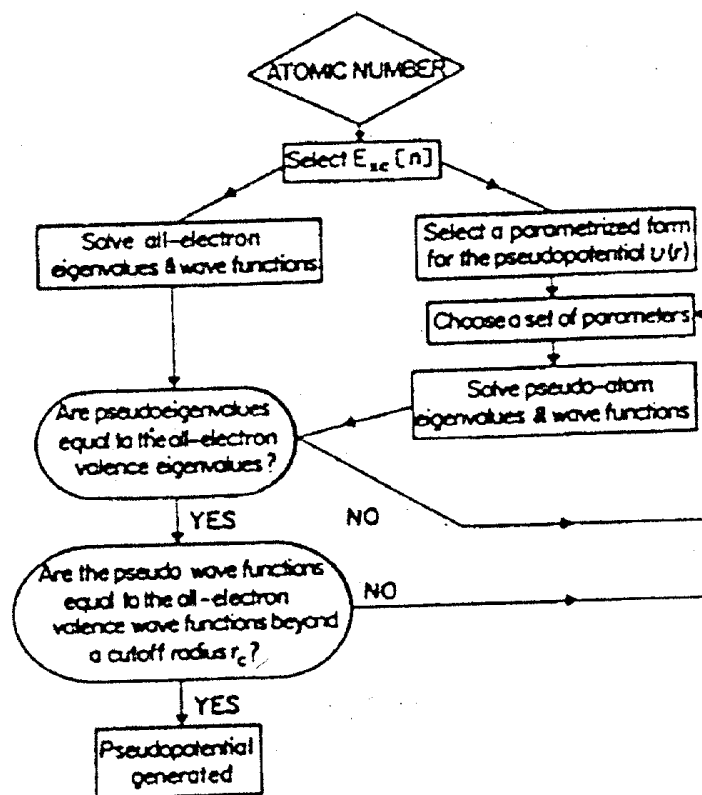 ATOMIC NUMBER
Select E_xc [n]
Solve all-electron
eigenvalues & wave functions
Select a parametrized form
for the pseudopotential υ(r)
Choose a set of parameters
Solve pseudo-atom
eigenvalues & wave functions
Are pseudoeigenvalues
equal to the all-electron
valence eigenvalues?
YES
NO
Are the pseudo wave functions
equal to the all-electron
valence wave functions beyond
a cutoff radius r_c?
NO
YES
Pseudopotential
generated